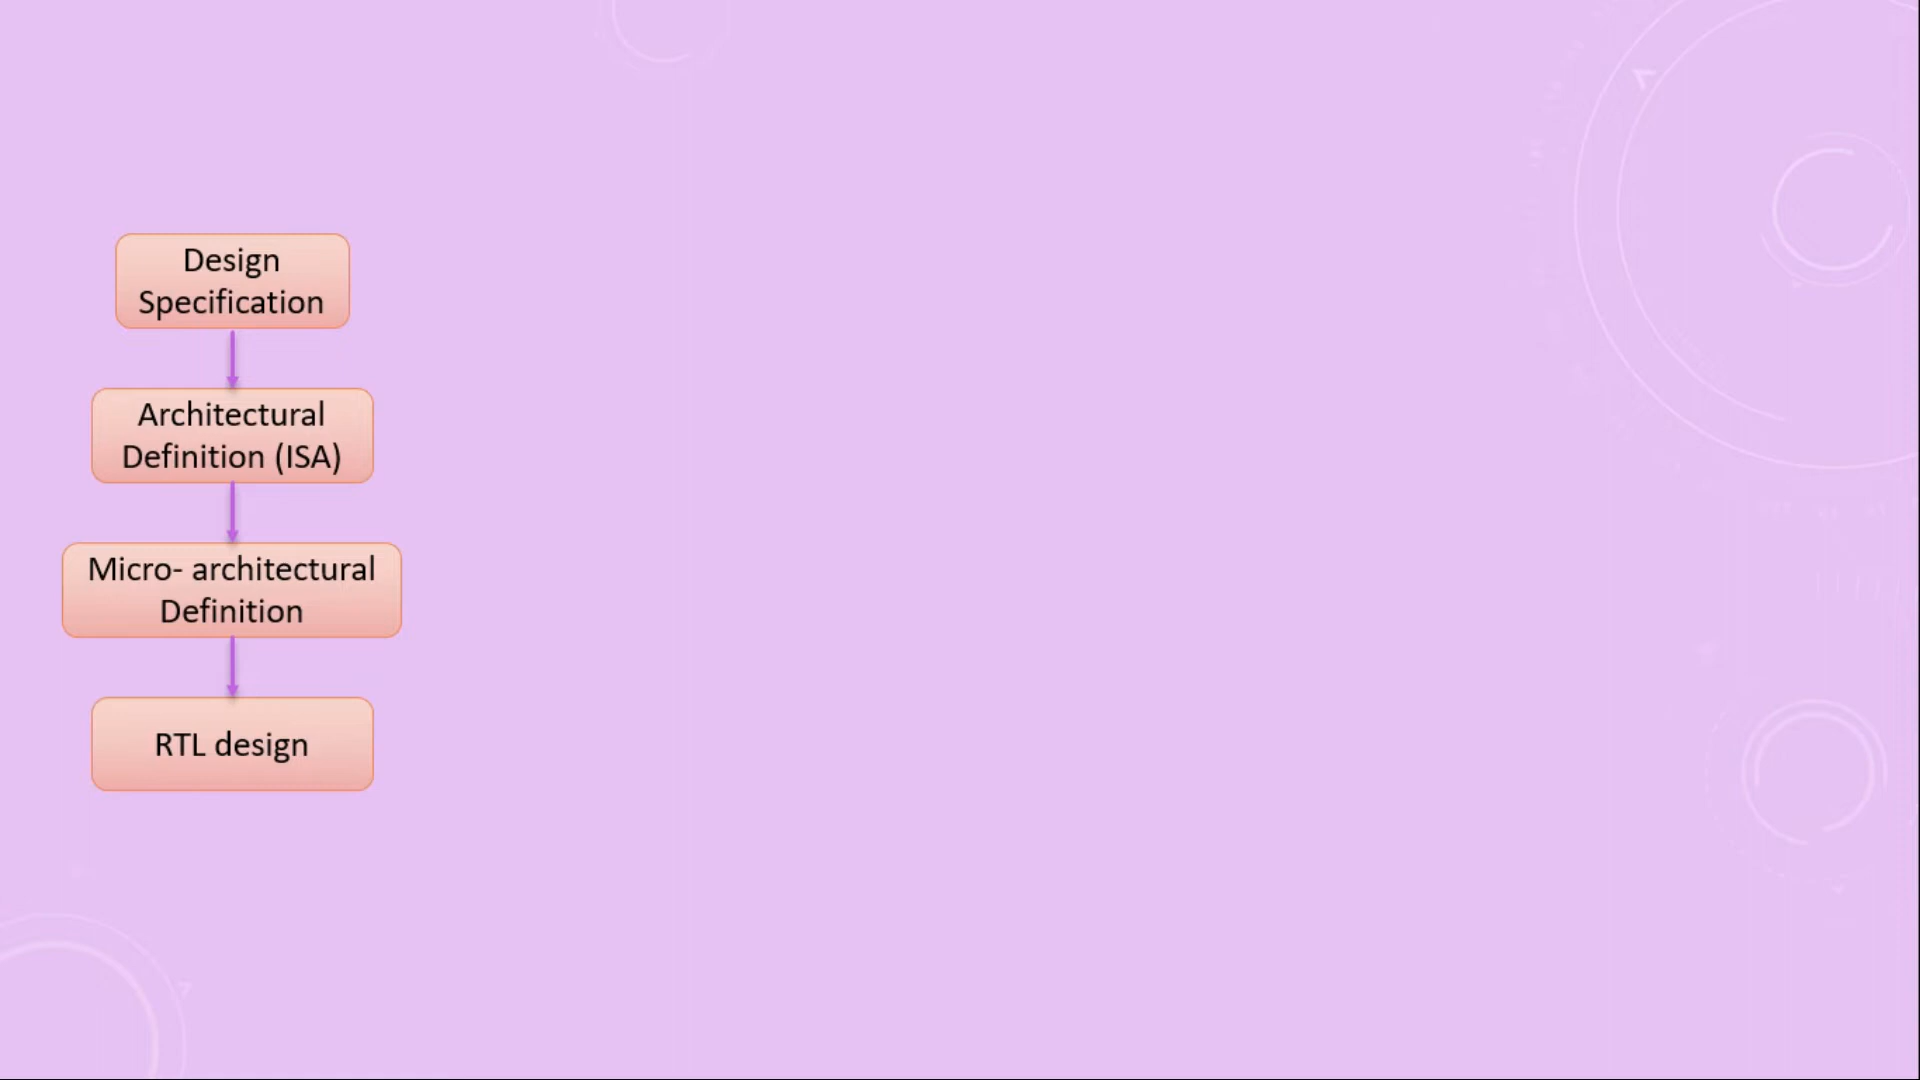 Design
Specification
Architectural
Definition (ISA)
Micro- architectural
Definition
RTL design